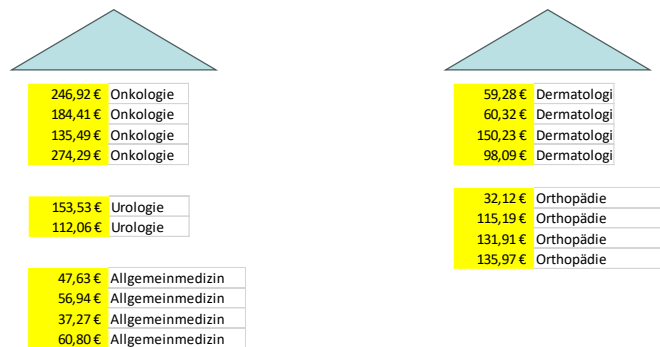 246,92 € Onkologie
184,41 € Onkologie
135,49 € Onkologie
274,29 € Onkologie
153,53 € Urologie
112,06 € Urologie
47,63 € Allgemeinmedizin
56,94 € Allgemeinmedizin
37,27 € Allgemeinmedizin
60,80 € Allgemeinmedizin
59,28 € Dermatologi
60,32 € Dermatologi
150,23 € Dermatologi
98,09 € Dermatologi
32,12 € Orthopädie
115,19 € Orthopädie
131,91 € Orthopädie
135,97 € Orthopädie